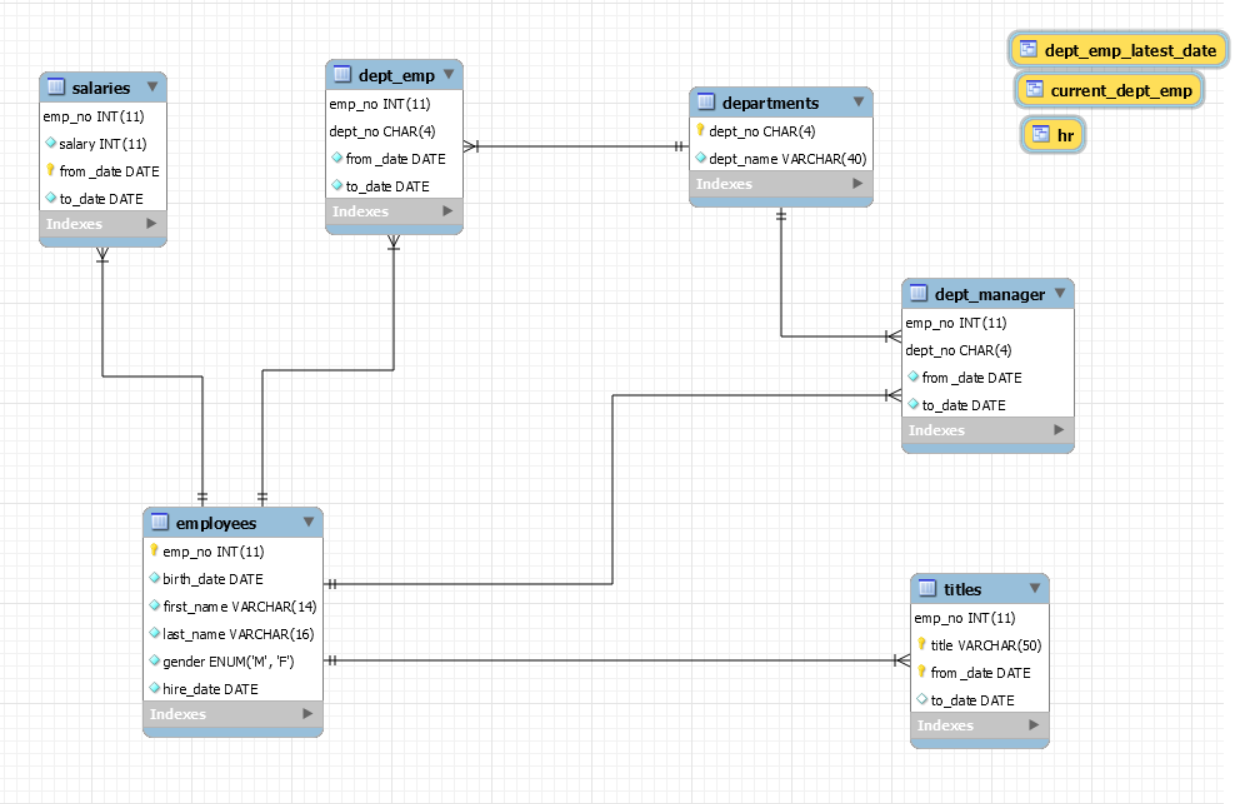 salaries
emp_no INT(11)
salary INT(11)
from_date DATE
to_date DATE
Indexes
dept_emp
emp_no INT(11)
dept_no CHAR(4)
from_date DATE
to_date DATE
Indexes
departments
dept_no CHAR(4)
dept_name VARCHAR(40)
Indexes
dept_emp_latest_date
current_dept_emp
hr
dept_manager
emp_no INT(11)
dept_no CHAR(4)
from_date DATE
to_date DATE
Indexes
employees
emp_no INT(11)
birth_date DATE
first_name VARCHAR(14)
last_name VARCHAR(16)
gender ENUM('M', 'F')
hire_date DATE
Indexes
titles
emp_no INT(11)
title VARCHAR(50)
from_date DATE
to_date DATE
Indexes